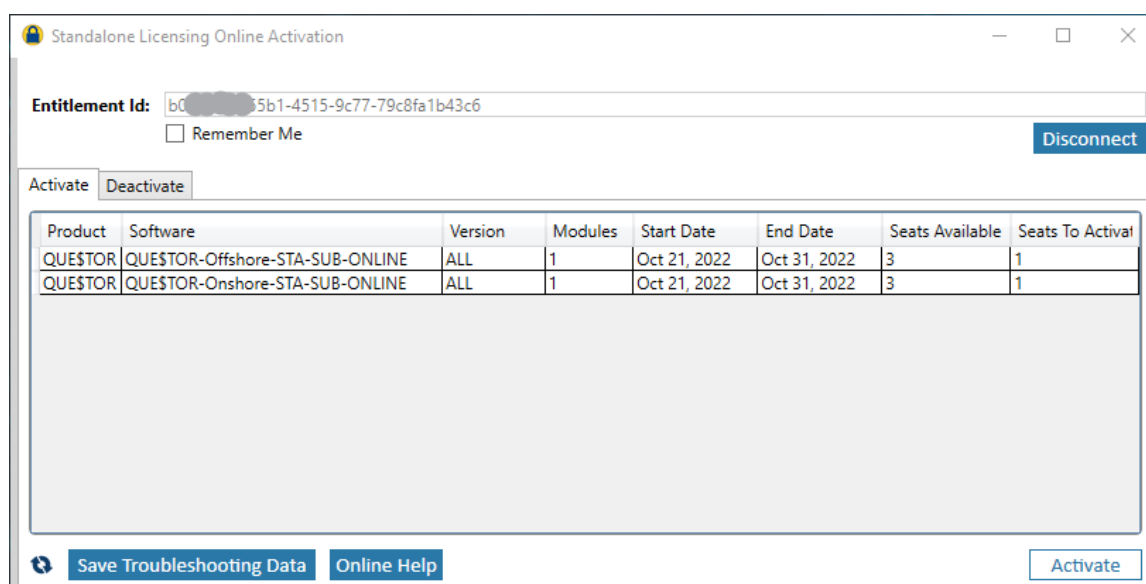 Standalone Licensing Online Activation
Entitlement Id: b0 5b1-4515-9c77-79c8fa1b43c6
Remember Me
Disconnect
Activate Deactivate
Product Software Version Modules Start Date End Date Seats Available Seats To Activat
QUE$TOR QUE$TOR-Offshore-STA-SUB-ONLINE ALL 1 Oct 21, 2022 Oct 31, 2022 3 1
QUE$TOR QUE$TOR-Onshore-STA-SUB-ONLINE ALL 1 Oct 21, 2022 Oct 31, 2022 3 1
Save Troubleshooting Data Online Help Activate